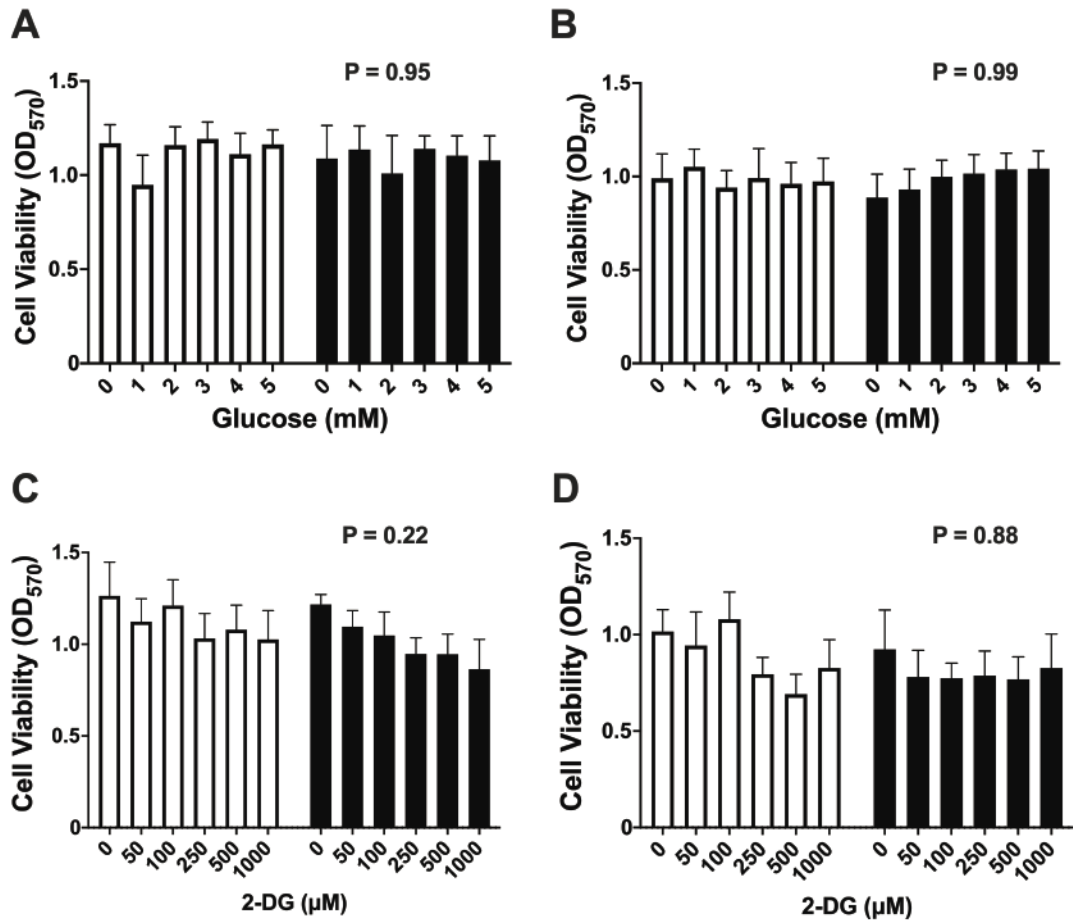 A
P = 0.95
Cell Viability (OD570)
1.5
1.0
0.5
0
0 1 2 3 4 5 0 1 2 3 4 5
Glucose (mM)
B
P = 0.99
Cell Viability (OD570)
1.5
1.0
0.5
0
0 1 2 3 4 5 0 1 2 3 4 5
Glucose (mM)
C
P = 0.22
Cell Viability (OD570)
1.5
1.0
0.5
0
0 50 100 250 500 1000 0 50 100 250 500 1000
2-DG (µM)
D
P = 0.88
Cell Viability (OD570)
1.5
1.0
0.5
0
0 50 100 250 500 1000 0 50 100 250 500 1000
2-DG (µM)